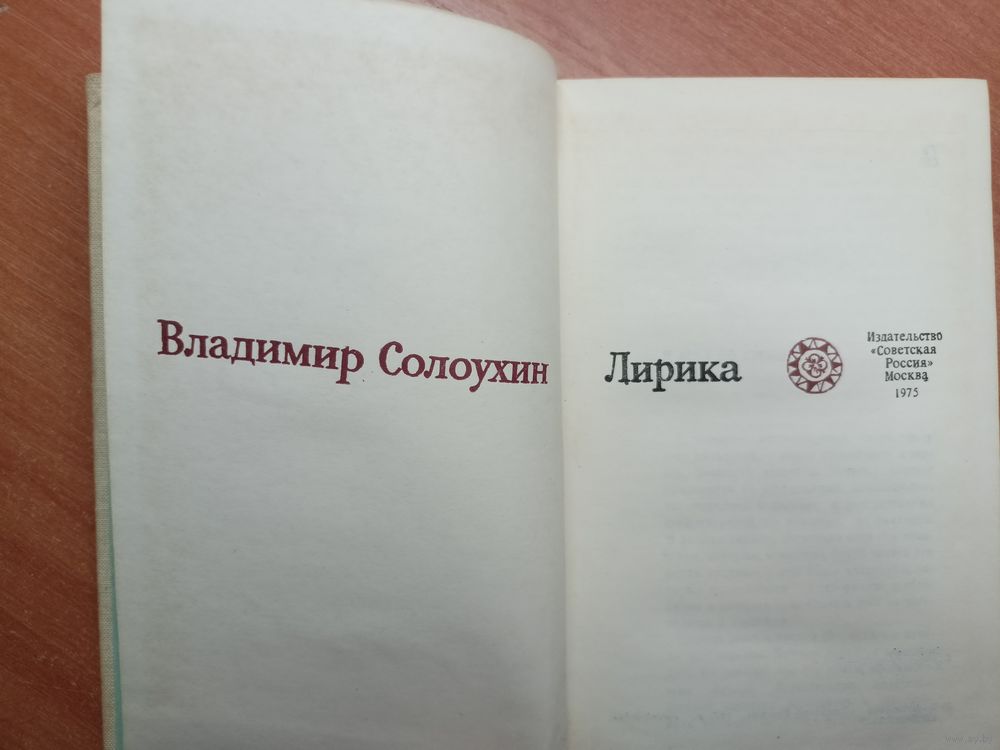 Владимир Солоухин
Лирика
Издательство
«Советская
Россия»
Москва
1975